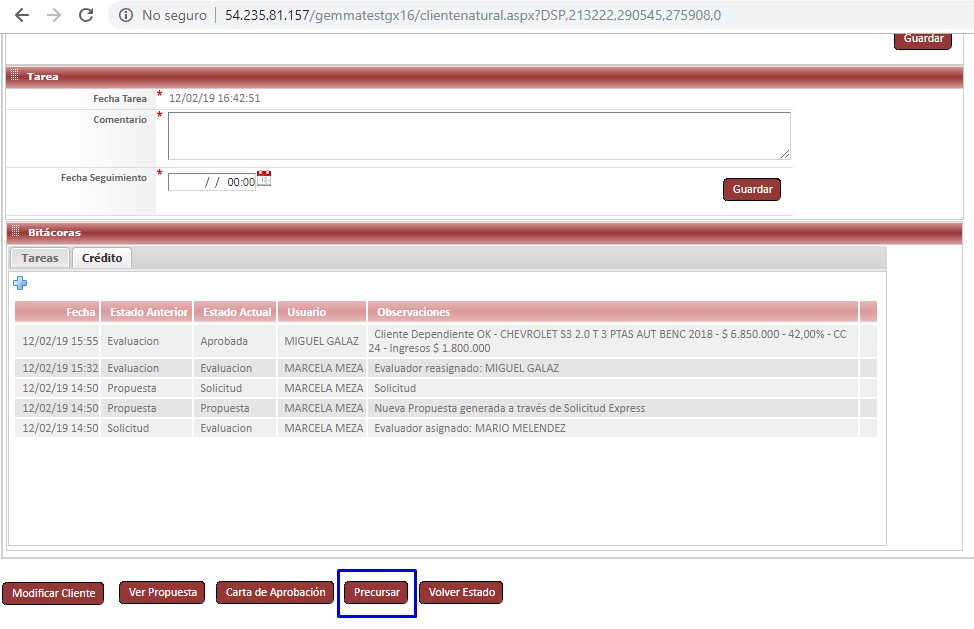 No seguro
54.235.81.157/gemmatestgx16/clientenatural.aspx?DSP,213222,290545,275908,0
Guardar
Tarea
Fecha Tarea * 12/02/19 16:42:51
Comentario *
Fecha Seguimiento * / / 00:00
Guardar
Bitácoras
Tareas Crédito
Fecha Estado Anterior Estado Actual Usuario Observaciones
12/02/19 15:55 Evaluacion Aprobada MIGUEL GALAZ Cliente Dependiente OK - CHEVROLET S3 2.0 T 3 PTAS AUT BENC 2018 - $ 6.850.000 - 42,00% - CC
24 - Ingresos $ 1.800.000
12/02/19 15:32 Evaluacion Evaluacion MARCELA MEZA Evaluador reasignado: MIGUEL GALAZ
12/02/19 14:50 Propuesta Solicitud MARCELA MEZA Solicitud
12/02/19 14:50 Propuesta Propuesta MARCELA MEZA Nueva Propuesta generada a través de Solicitud Express
12/02/19 14:50 Solicitud Evaluacion MARCELA MEZA Evaluador asignado: MARIO MELENDEZ
Modificar Cliente Ver Propuesta Carta de Aprobación Precursar Volver Estado